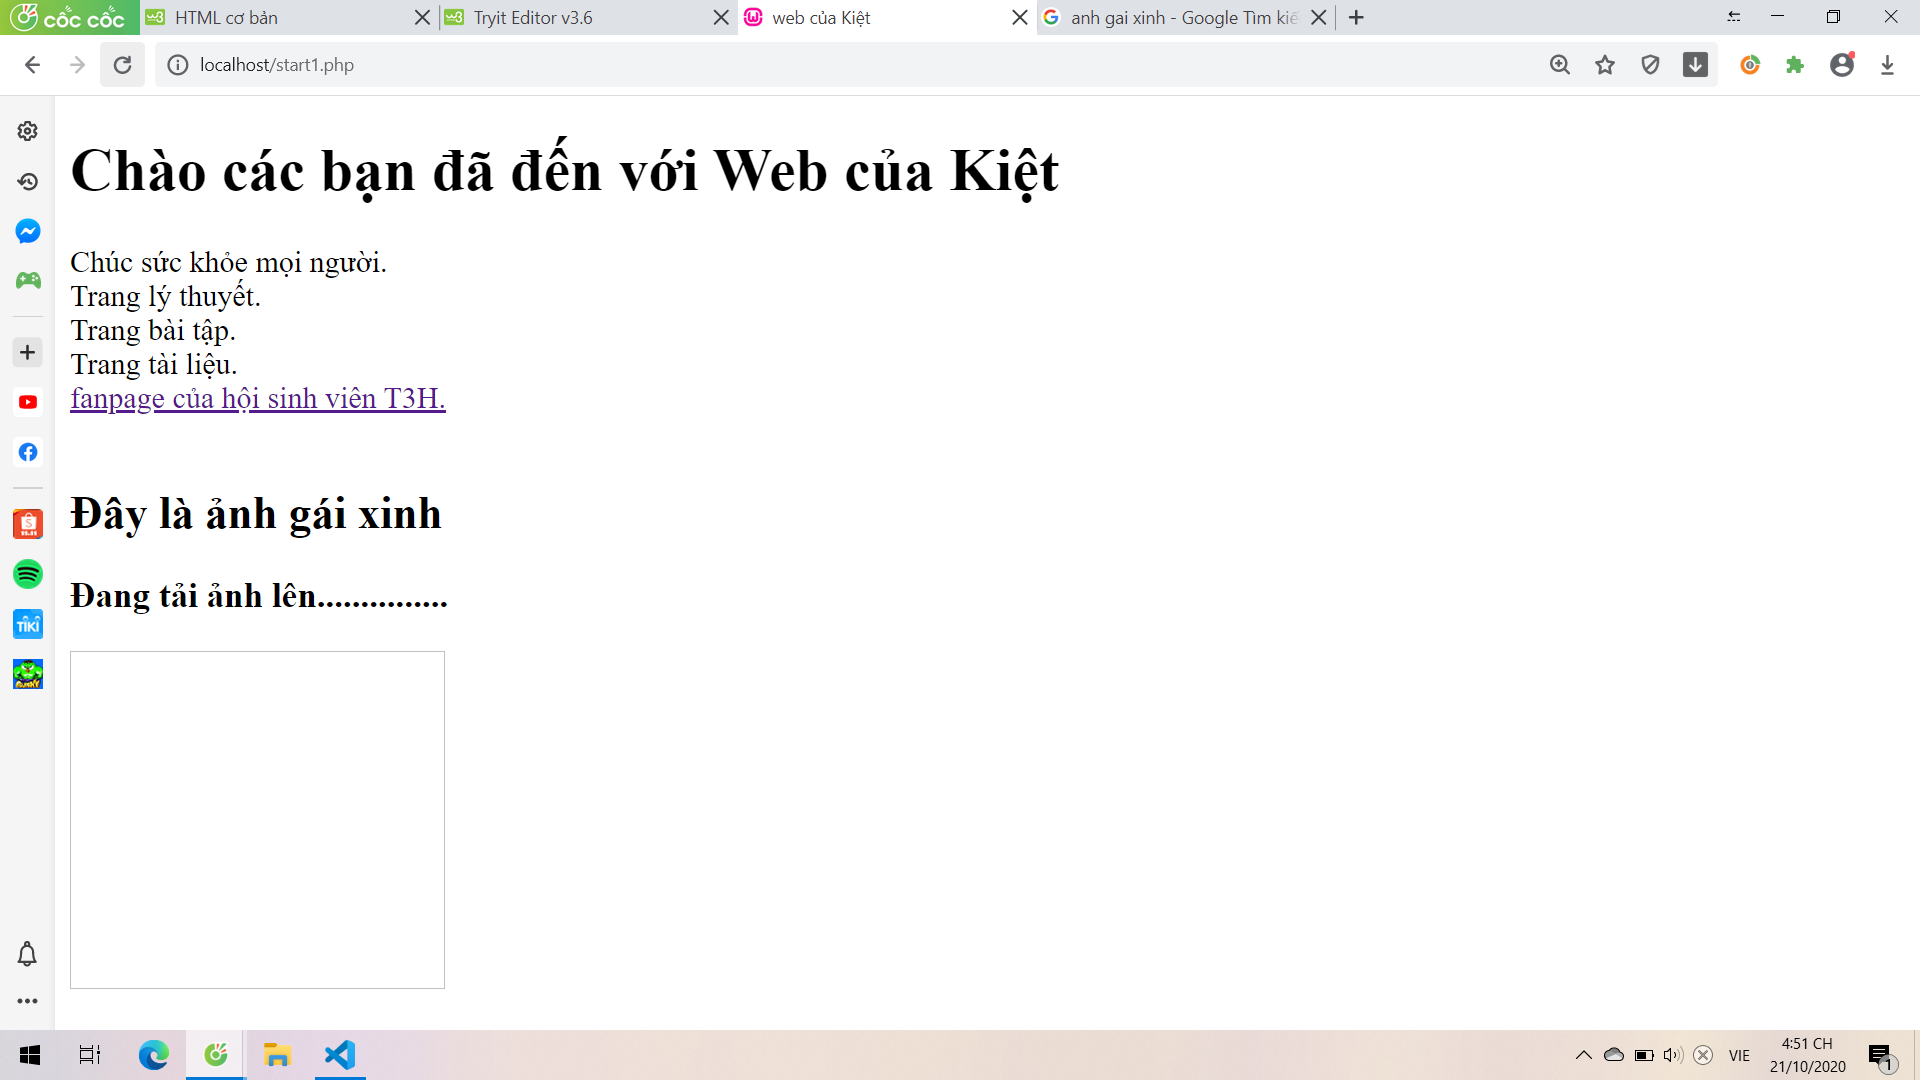 cốc cốc
HTML cơ bản
Tryit Editor v3.6
web của Kiệt
anh gai xinh - Google Tìm kiế
localhost/start1.php
Chào các bạn đã đến với Web của Kiệt
Chúc sức khỏe mọi người.
Trang lý thuyết.
Trang bài tập.
Trang tài liệu.
fanpage của hội sinh viên T3H.
Đây là ảnh gái xinh
Đang tải ảnh lên...............
11.11
TIKI
VIE
4:51 CH
21/10/2020
1